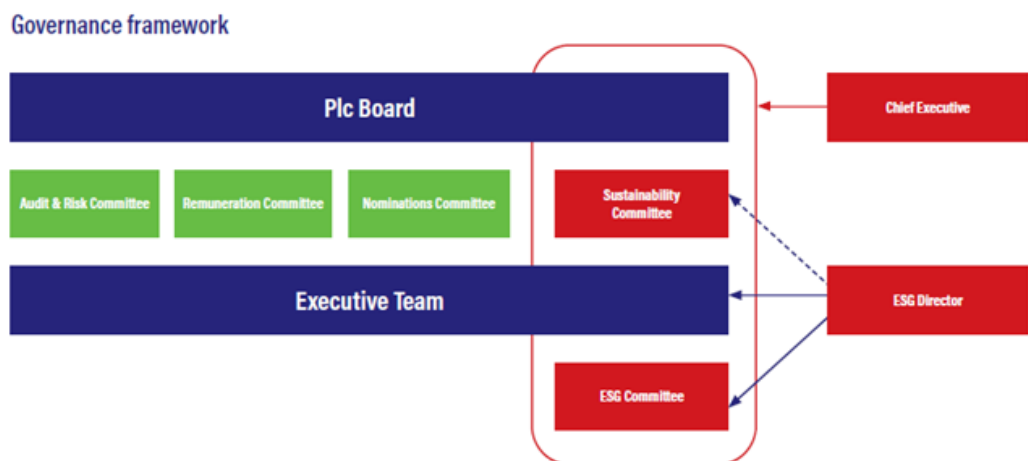 Governance framework
Plc Board
Chief Executive
Audit & Risk Committee
Remuneration Committee
Nominations Committee
Sustainability
Committee
Executive Team
ESG Director
ESG Committee